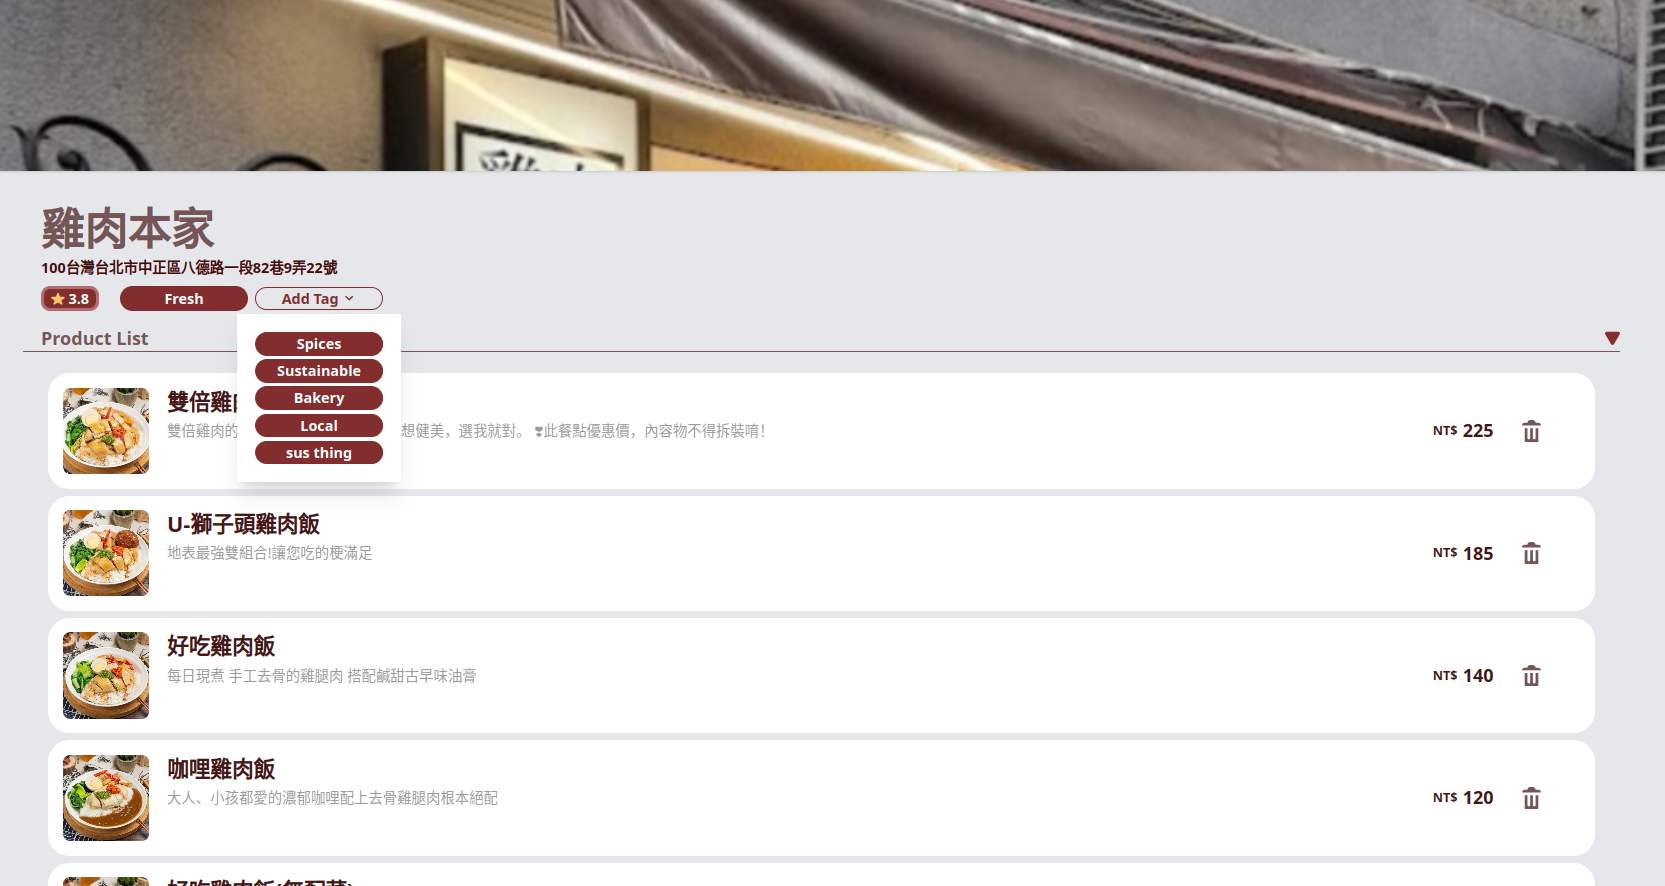 雞肉本家
100台灣台北市中正區八德路一段82巷9弄22號
3.8 Fresh Add Tag
Spices
Sustainable
Bakery
Local
sus thing
Product List
雙倍雞
雙倍雞肉的 想健美，選我就對。 ❣此餐點優惠價，內容物不得拆裝唷！
NT$ 225
U-獅子頭雞肉飯
地表最強雙組合!讓您吃的梗滿足
NT$ 185
好吃雞肉飯
每日現煮 手工去骨的雞腿肉 搭配鹹甜古早味油膏
NT$ 140
咖哩雞肉飯
大人、小孩都愛的濃郁咖哩配上去骨雞腿肉根本絕配
NT$ 120